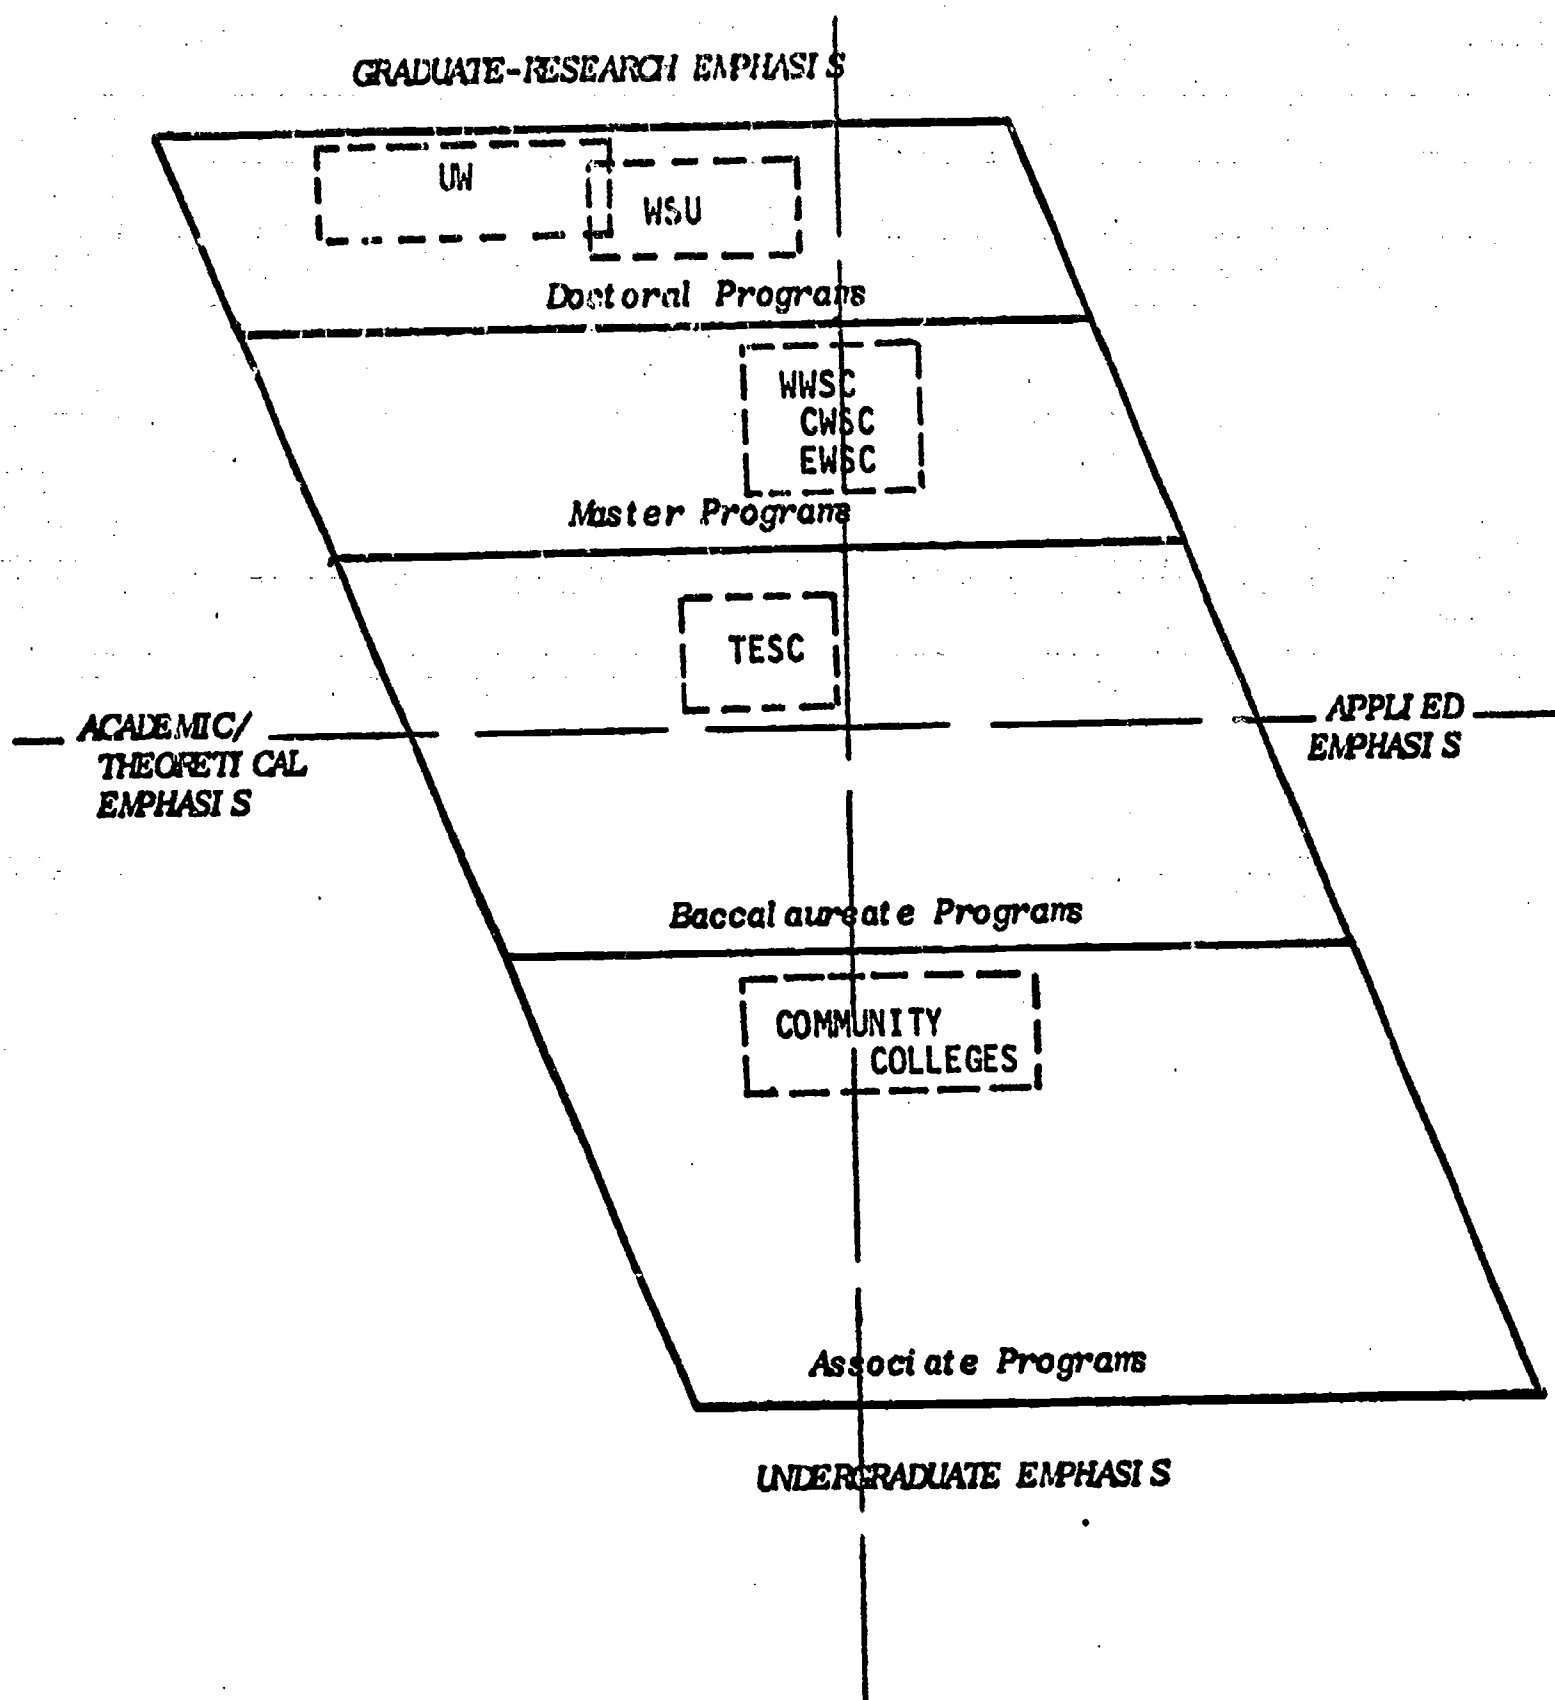 GRADUATE-RESEARCH EMPHASIS
UW
WSU
Doctoral Programs
WWSC
CWSC
EWSC
Master Programs
TESC
ACADEMIC/
THEORETICAL
EMPHASIS
APPLIED
EMPHASIS
Baccalaureate Programs
COMMUNITY
COLLEGES
Associate Programs
UNDERGRADUATE EMPHASIS